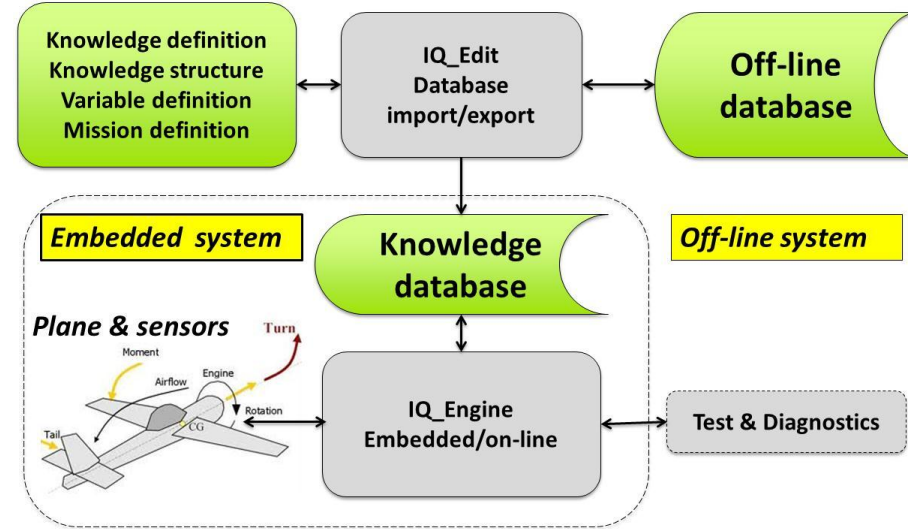 Knowledge definition
Knowledge structure
Variable definition
Mission definition
IQ_Edit
Database
import/export
Off-line
database
Embedded  system
Knowledge
database
Off-line system
Plane & sensors
Turn
Moment
Airflow
Engine
Rotation
CG
Tail
IQ_Engine
Embedded/on-line
Test & Diagnostics